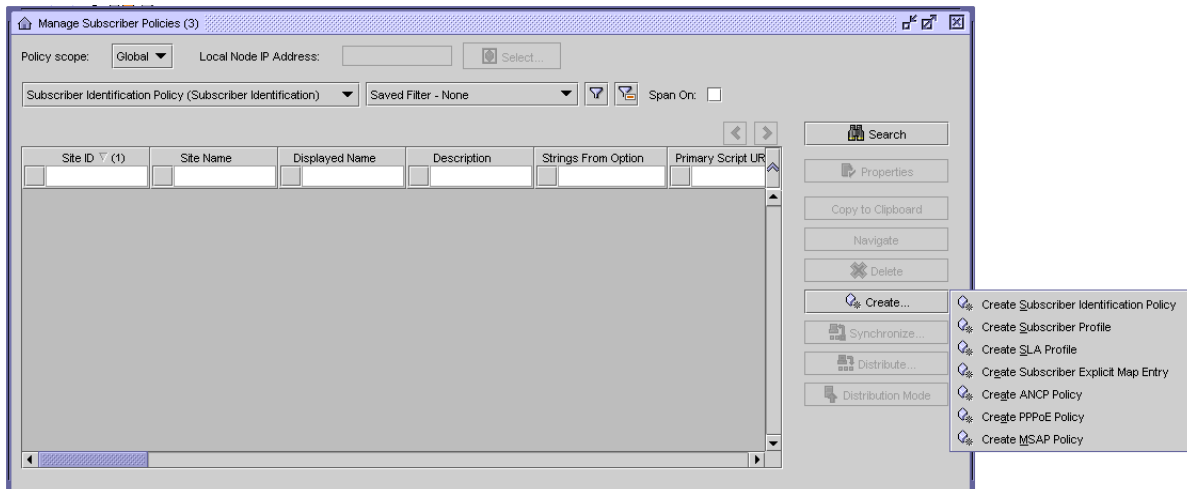 Manage Subscriber Policies (3)
Policy scope: Global Local Node IP Address: Select...
Subscriber Identification Policy (Subscriber Identification) Saved Filter - None Span On:
Search
Site ID (1) Site Name Displayed Name Description Strings From Option Primary Script UR
Properties
Copy to Clipboard
Navigate
Delete
Create...
Synchronize...
Distribute...
Distribution Mode
Create Subscriber Identification Policy
Create Subscriber Profile
Create SLA Profile
Create Subscriber Explicit Map Entry
Create ANCP Policy
Create PPPoE Policy
Create MSAP Policy